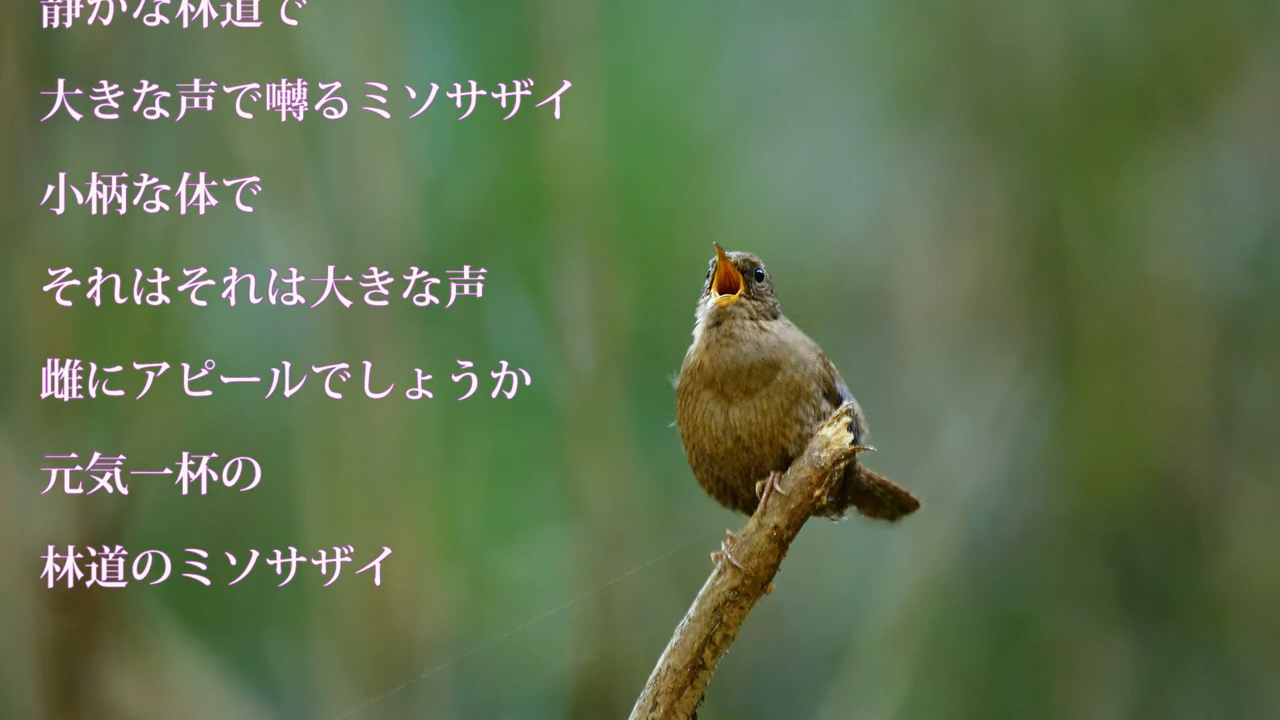 静かな林道で
大きな声で囀るミソサザイ
小柄な体で
それはそれは大きな声
雌にアピールでしょうか
元気一杯の
林道のミソサザイ